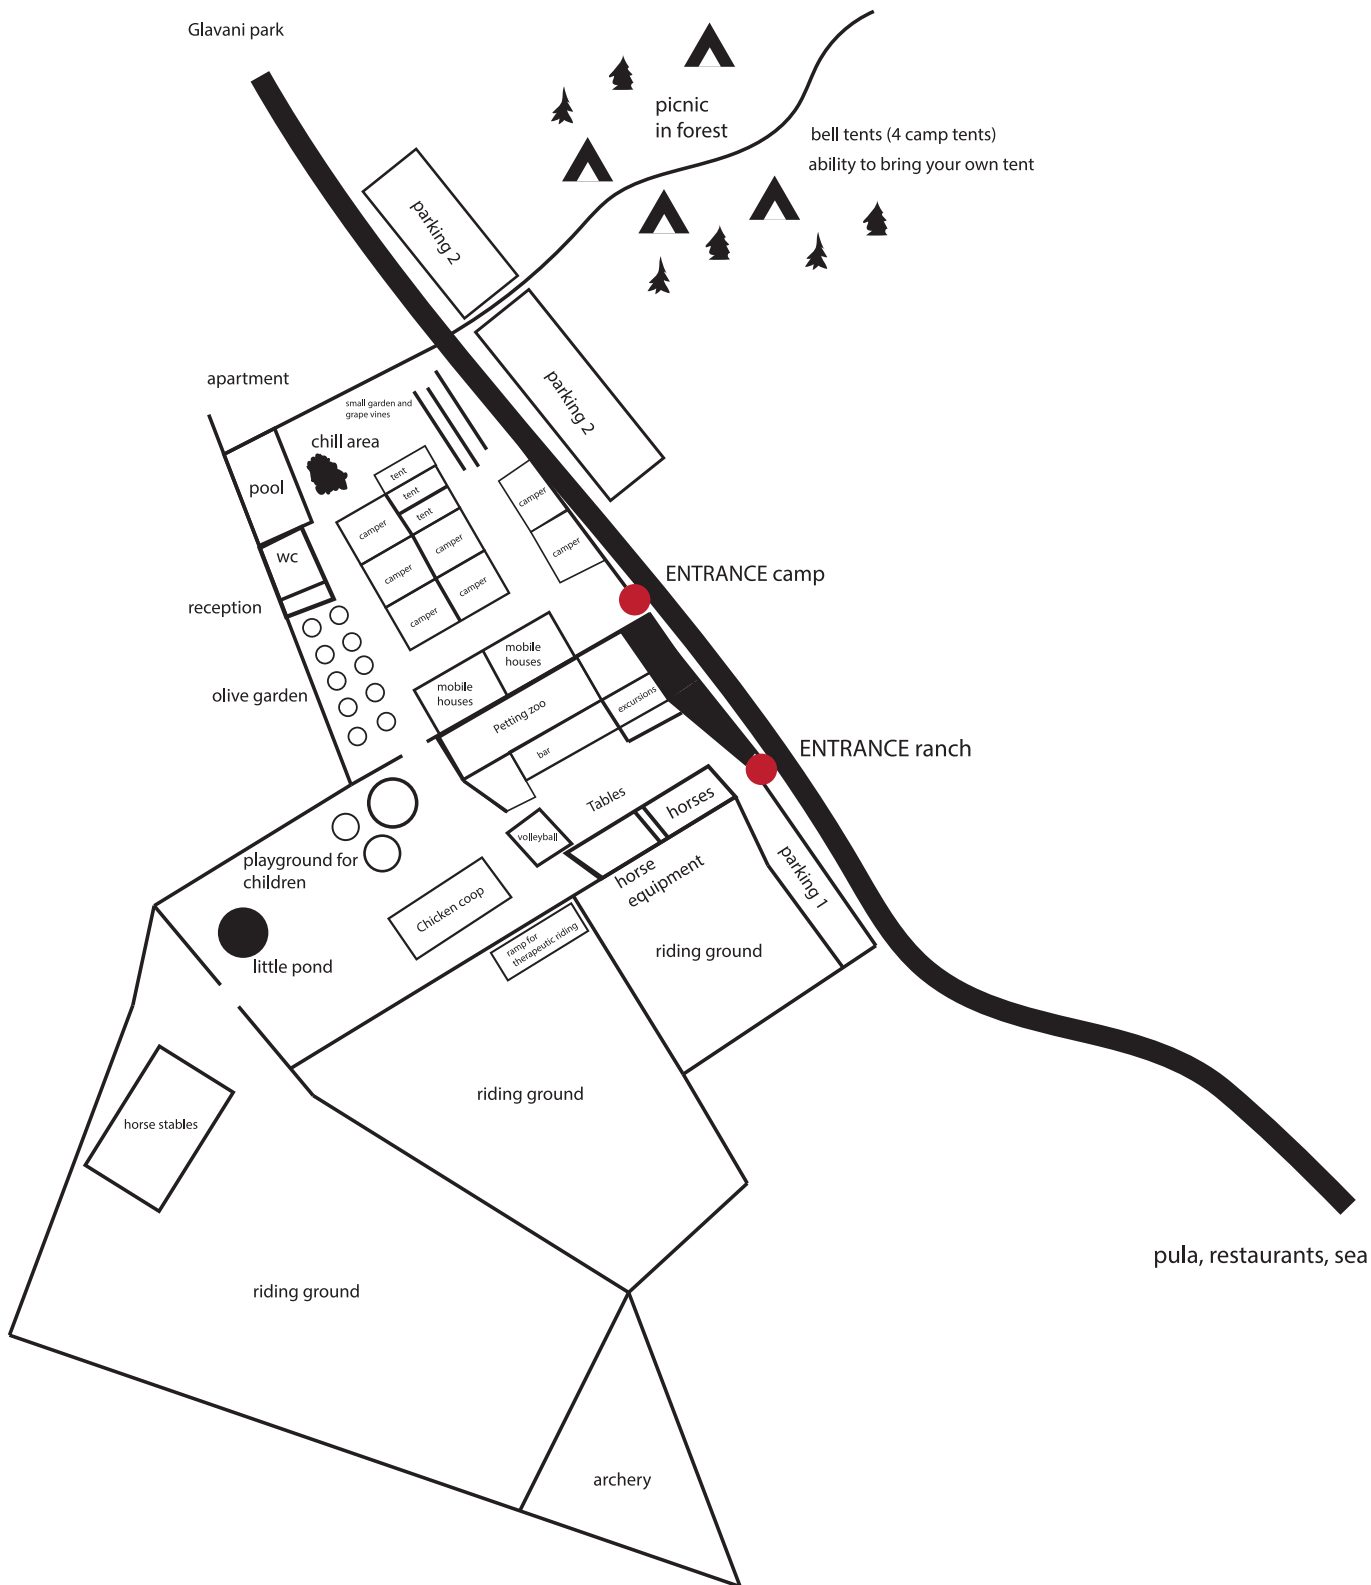 Glavani park
picnic
in forest
bell tents (4 camp tents)
ability to bring your own tent
parking 2
parking 2
apartment
small garden and
grape vines
chill area
pool
tent
tent
tent
camper
camper
camper
camper
camper
camper
camper
wc
ENTRANCE camp
reception
mobile
houses
mobile
houses
olive garden
Petting zoo
excursions
bar
ENTRANCE ranch
Tables
horses
volleyball
horse
equipment
parking 1
playground for
children
Chicken coop
ramp for
therapeutic riding
riding ground
little pond
riding ground
horse stables
pula, restaurants, sea
riding ground
archery